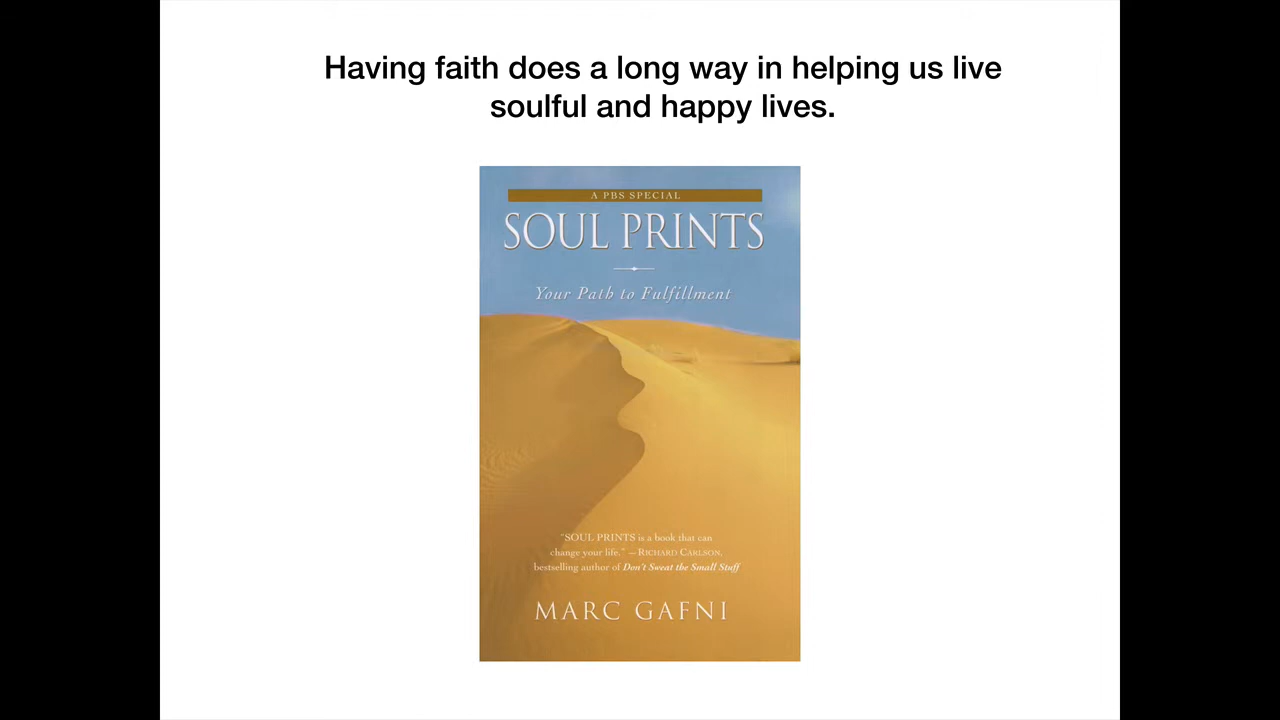 Having faith does a long way in helping us live
soulful and happy lives.
A PBS SPECIAL
SOUL PRINTS
Your Path to Fulfillment
"SOUL PRINTS is a book that can
change your life." —RICHARD CARLSON,
bestselling author of Don't Sweat the Small Stuff
MARC GAFNI